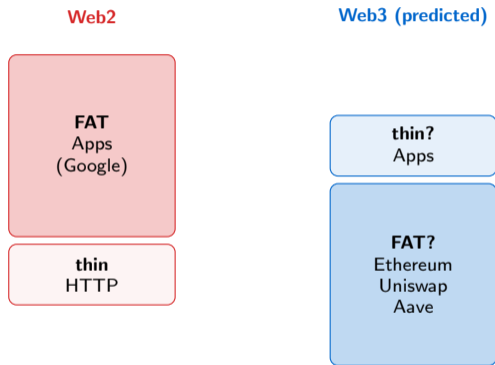 Web2
FAT
Apps
(Google)
thin
HTTP
Web3 (predicted)
thin?
Apps
FAT?
Ethereum
Uniswap
Aave